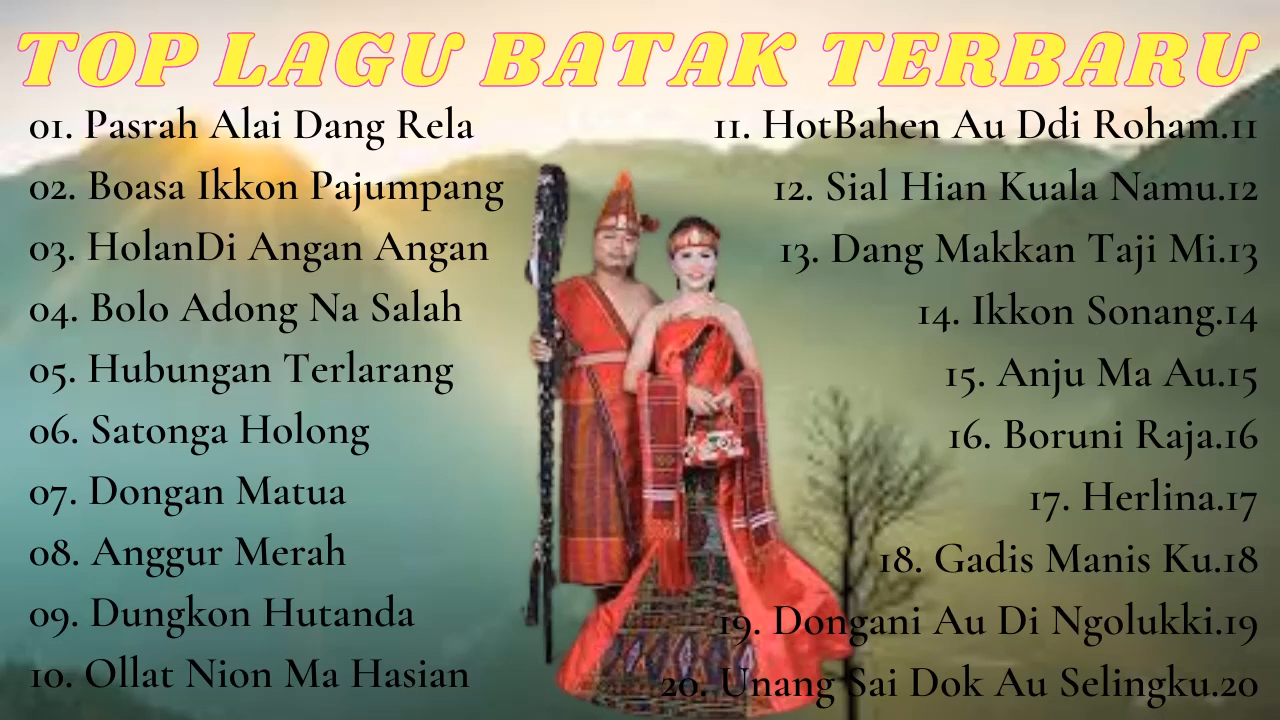 TOP LAGU BATAK TERBARU
01. Pasrah Alai Dang Rela
02. Boasa Ikkon Pajumpang
03. HolanDi Angan Angan
04. Bolo Adong Na Salah
05. Hubungan Terlarang
06. Satonga Holong
07. Dongan Matua
08. Anggur Merah
09. Dungkon Hutanda
10. Ollat Nion Ma Hasian
11. HotBahen Au Ddi Roham.11
12. Sial Hian Kuala Namu.12
13. Dang Makkan Taji Mi.13
14. Ikkon Sonang.14
15. Anju Ma Au.15
16. Boruni Raja.16
17. Herlina.17
18. Gadis Manis Ku.18
19. Dongani Au Di Ngolukki.19
20. Unang Sai Dok Au Selingku.20